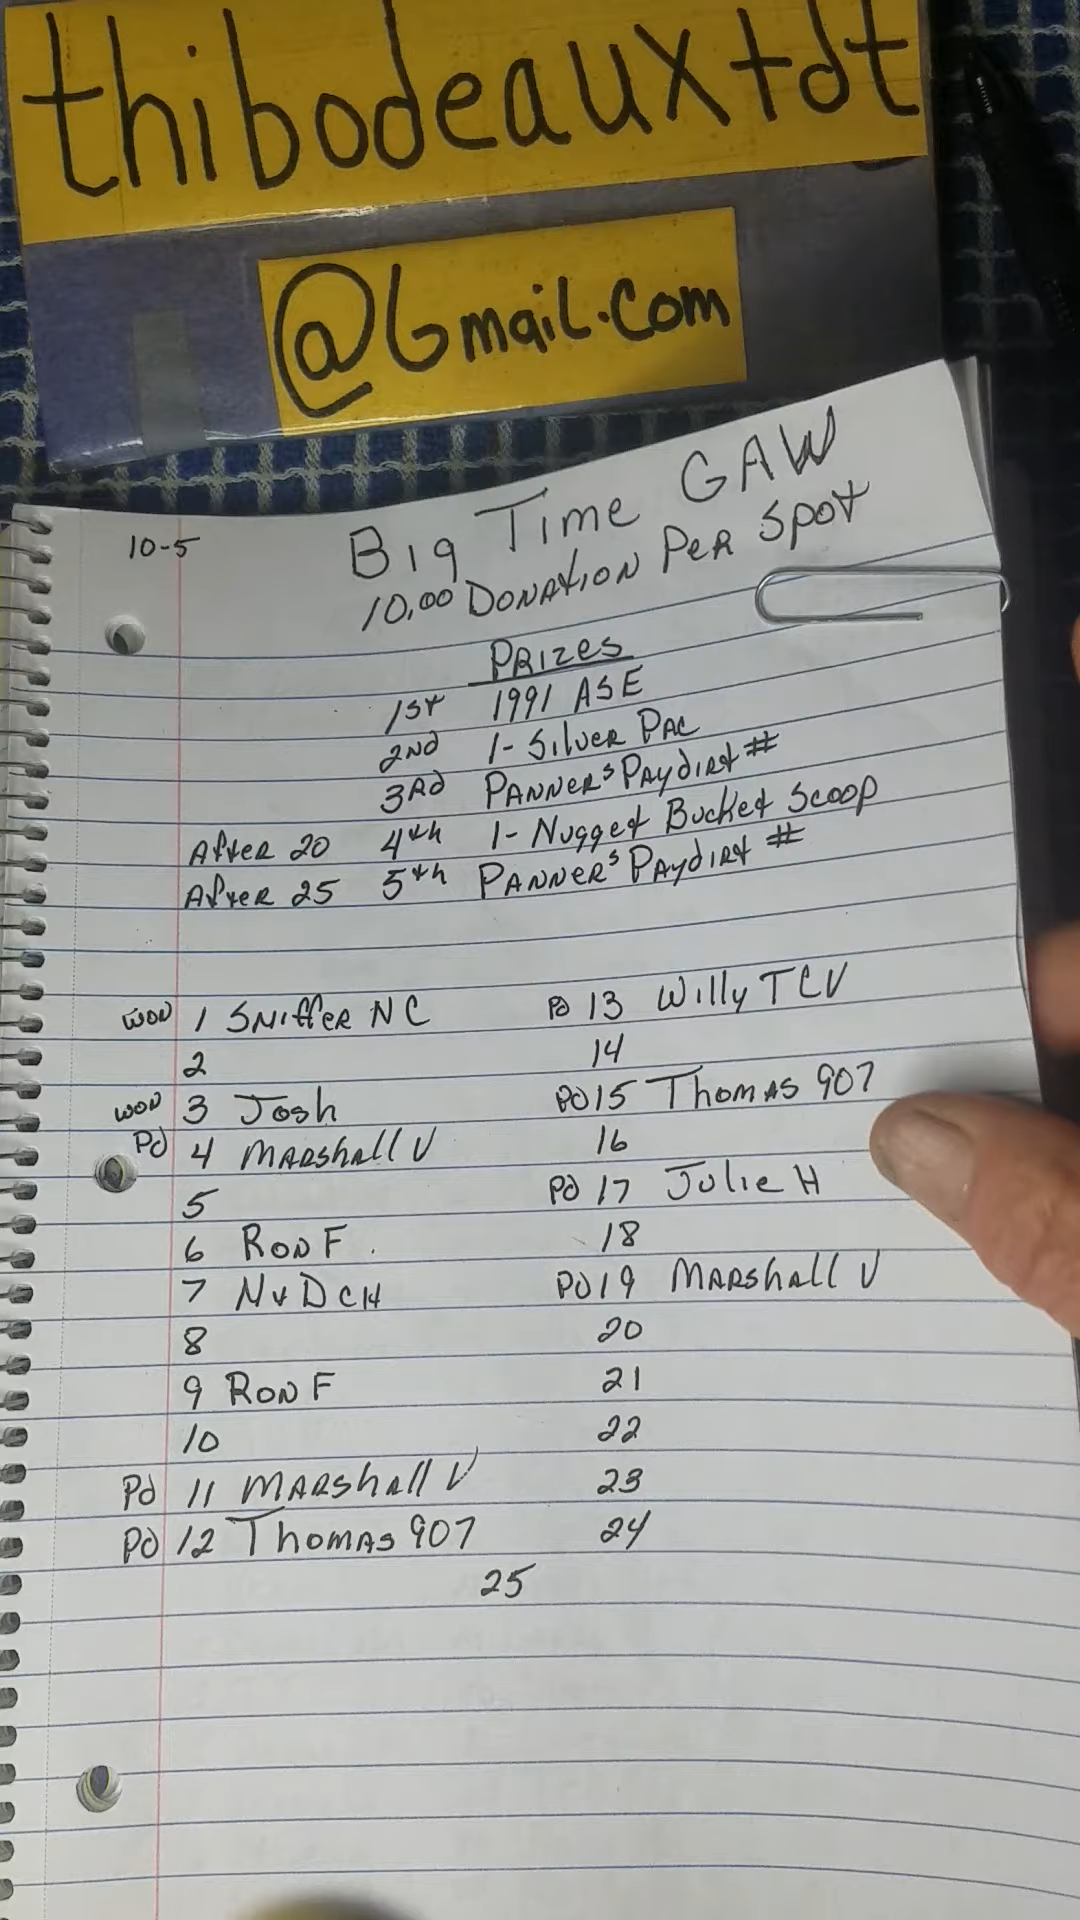 thibodeauxtdt
@Gmail.com
10-5
Big Time GAW
10.00 Donation Per Spot
Prizes
1st 1991 ASE
2nd 1- Silver Pac
3rd Panner's Paydirt #
After 20 4th 1- Nugget Bucket Scoop
After 25 5th Panner's Paydirt #
won 1 Sniffer NC
2
won 3 Josh
Pd 4 Marshall V
5
6 Ron F
7 NvDCH
8
9 Ron F
10
Pd 11 Marshall V
Pd 12 Thomas 907
Pd 13 Willy TCV
14
Pd 15 Thomas 907
16
Pd 17 Julie H
18
Pd 19 Marshall V
20
21
22
23
24
25